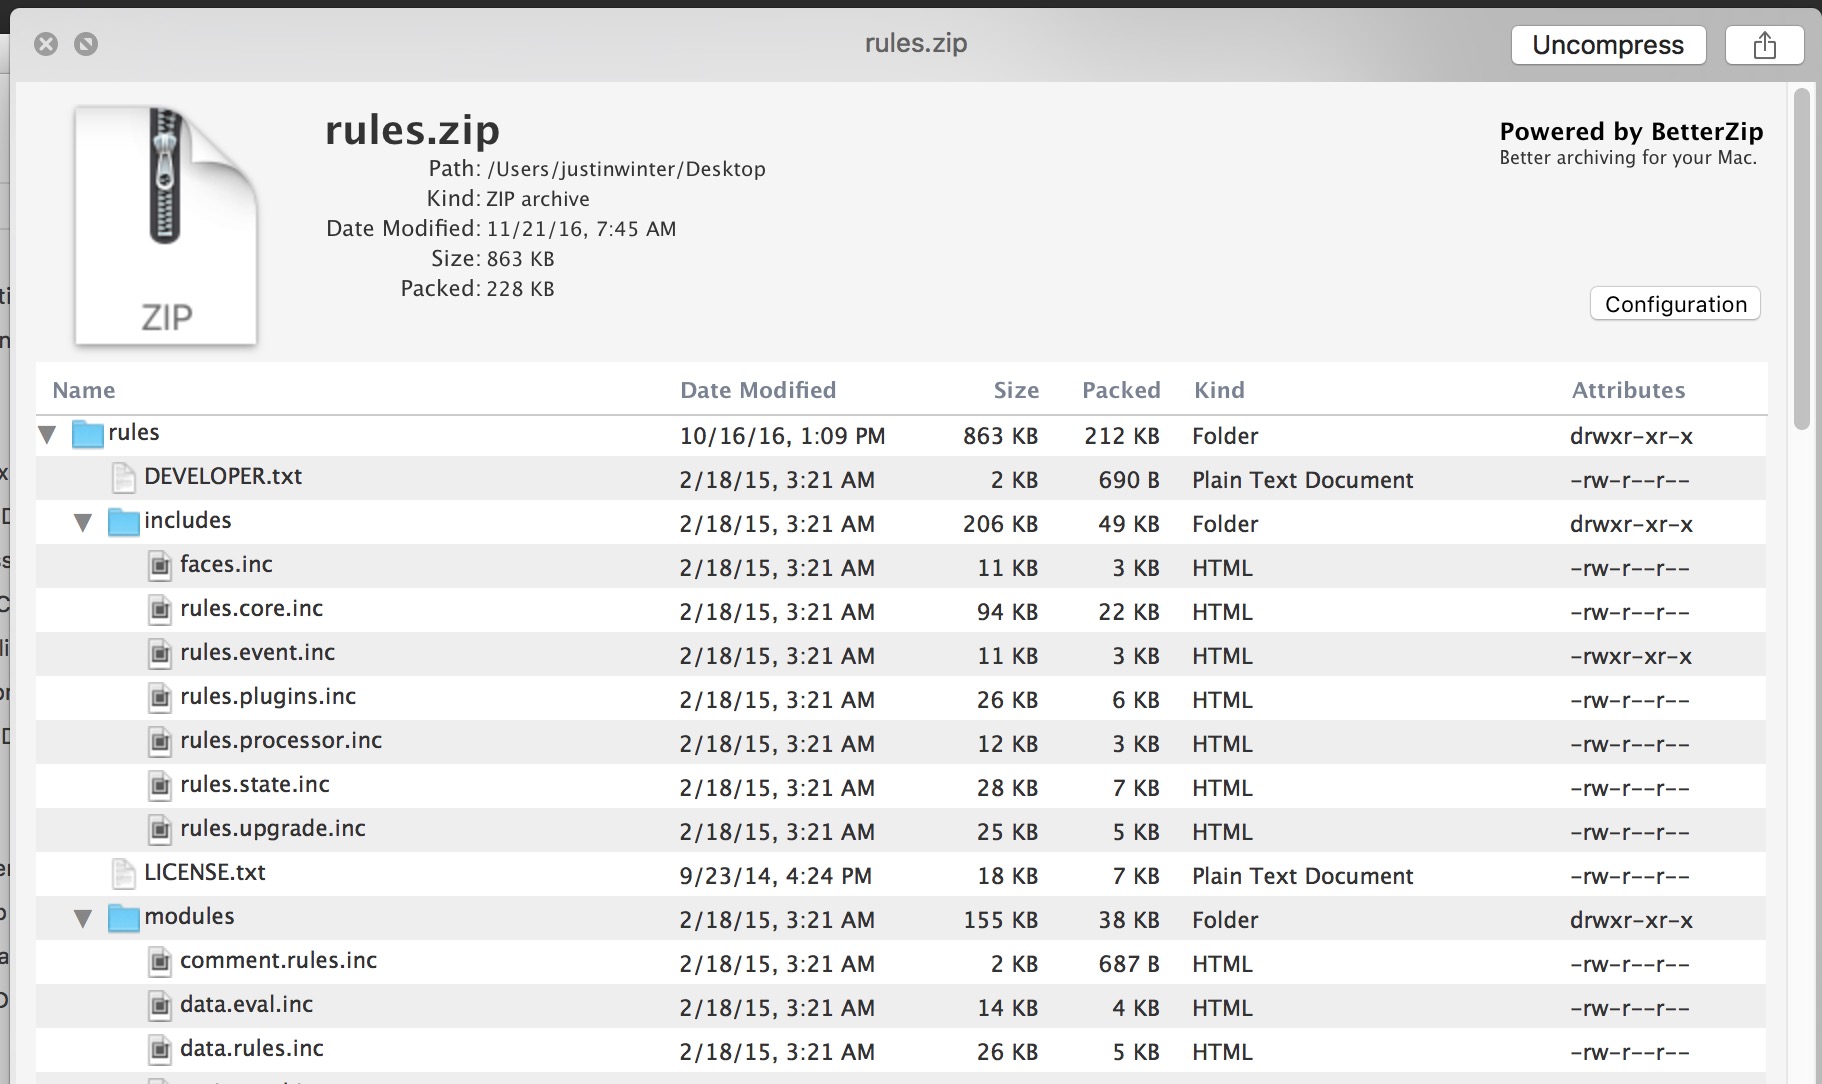 rules.zip
Uncompress
rules.zip
Powered by BetterZip
Better archiving for your Mac.
Path: /Users/justinwinter/Desktop
Kind: ZIP archive
Date Modified: 11/21/16, 7:45 AM
Size: 863 KB
Packed: 228 KB
ZIP
Configuration
Name Date Modified Size Packed Kind Attributes
rules 10/16/16, 1:09 PM 863 KB 212 KB Folder drwxr-xr-x
DEVELOPER.txt 2/18/15, 3:21 AM 2 KB 690 B Plain Text Document -rw-r--r--
includes 2/18/15, 3:21 AM 206 KB 49 KB Folder drwxr-xr-x
faces.inc 2/18/15, 3:21 AM 11 KB 3 KB HTML -rw-r--r--
rules.core.inc 2/18/15, 3:21 AM 94 KB 22 KB HTML -rw-r--r--
rules.event.inc 2/18/15, 3:21 AM 11 KB 3 KB HTML -rwxr-xr-x
rules.plugins.inc 2/18/15, 3:21 AM 26 KB 6 KB HTML -rw-r--r--
rules.processor.inc 2/18/15, 3:21 AM 12 KB 3 KB HTML -rw-r--r--
rules.state.inc 2/18/15, 3:21 AM 28 KB 7 KB HTML -rw-r--r--
rules.upgrade.inc 2/18/15, 3:21 AM 25 KB 5 KB HTML -rw-r--r--
LICENSE.txt 9/23/14, 4:24 PM 18 KB 7 KB Plain Text Document -rw-r--r--
modules 2/18/15, 3:21 AM 155 KB 38 KB Folder drwxr-xr-x
comment.rules.inc 2/18/15, 3:21 AM 2 KB 687 B HTML -rw-r--r--
data.eval.inc 2/18/15, 3:21 AM 14 KB 4 KB HTML -rw-r--r--
data.rules.inc 2/18/15, 3:21 AM 26 KB 5 KB HTML -rw-r--r--